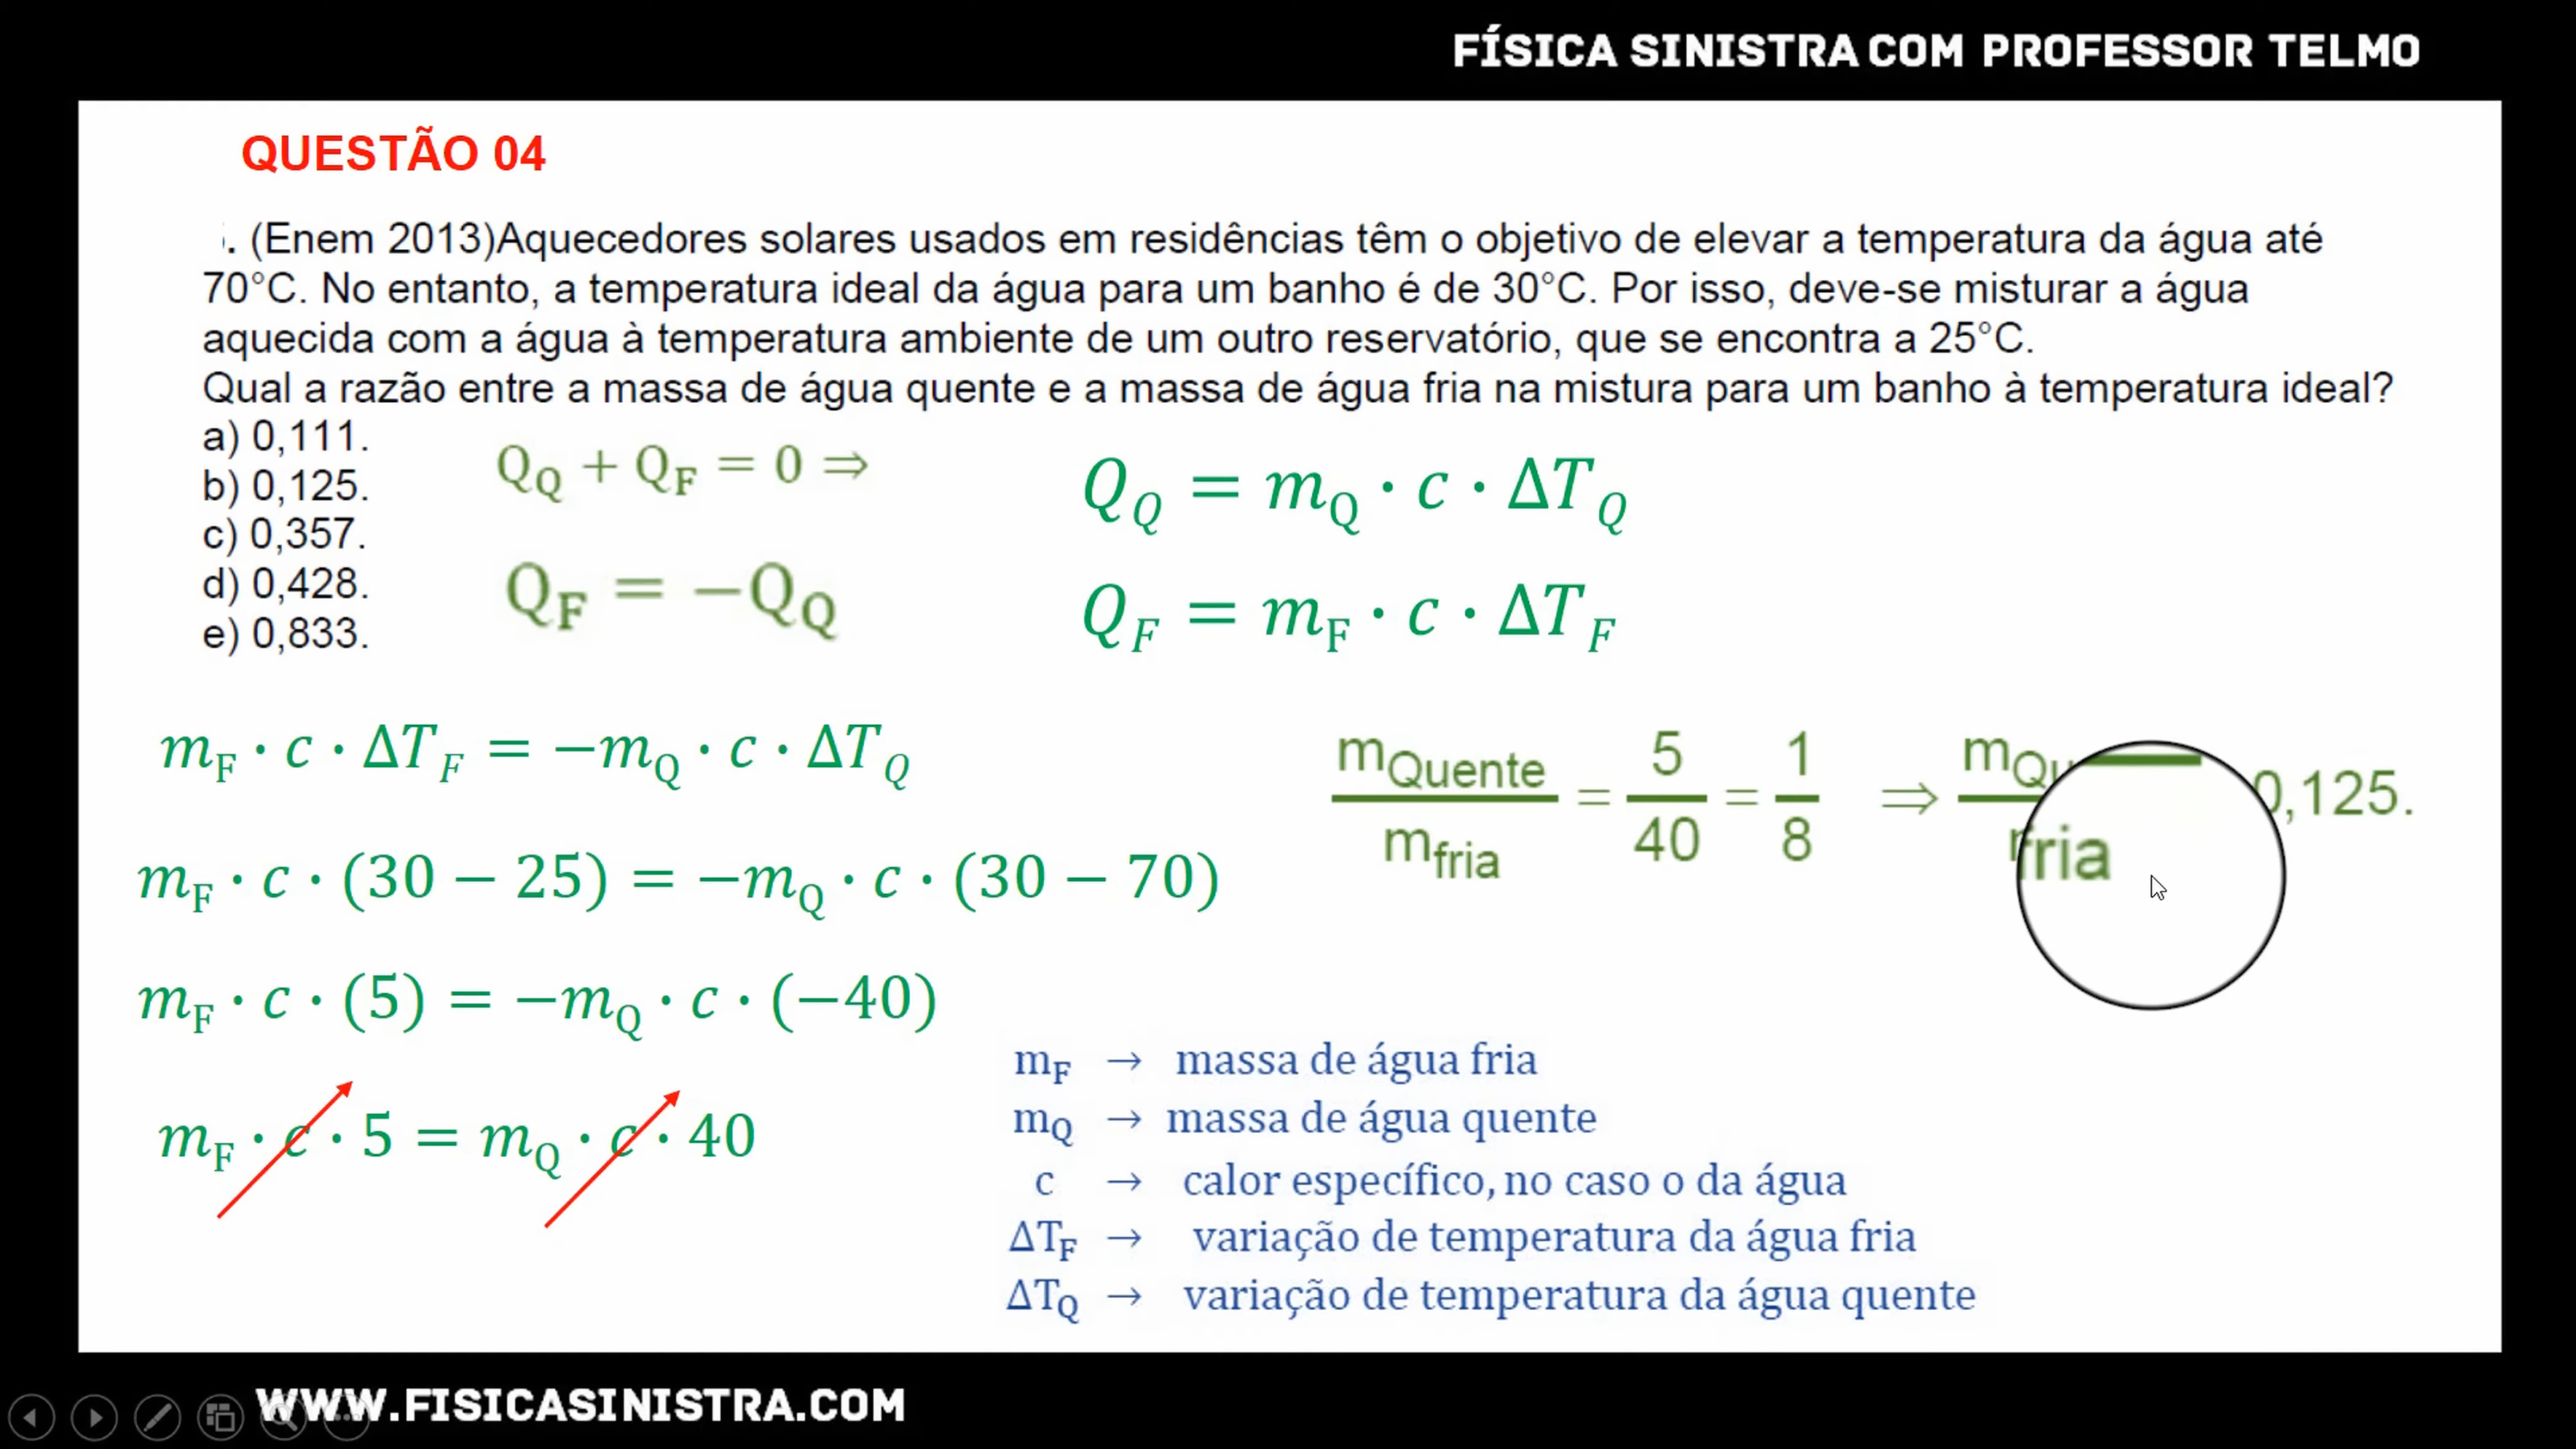 FÍSICA SINISTRA COM PROFESSOR TELMO
QUESTÃO 04
. (Enem 2013)Aquecedores solares usados em residências têm o objetivo de elevar a temperatura da água até
70°C. No entanto, a temperatura ideal da água para um banho é de 30°C. Por isso, deve-se misturar a água
aquecida com a água à temperatura ambiente de um outro reservatório, que se encontra a 25°C.
Qual a razão entre a massa de água quente e a massa de água fria na mistura para um banho à temperatura ideal?
a) 0,111.
b) 0,125.
c) 0,357.
d) 0,428.
e) 0,833.
Q_Q + Q_F = 0 ⇒
Q_F = −Q_Q
Q_Q = m_Q · c · ΔT_Q
Q_F = m_F · c · ΔT_F
m_F · c · ΔT_F = −m_Q · c · ΔT_Q
m_F · c · (30 − 25) = −m_Q · c · (30 − 70)
m_F · c · (5) = −m_Q · c · (−40)
m_F · c · 5 = m_Q · c · 40
m_Quente / m_fria = 5/40 = 1/8 ⇒ m_Qu / fria 0,125.
m_F → massa de água fria
m_Q → massa de água quente
c → calor específico, no caso o da água
ΔT_F → variação de temperatura da água fria
ΔT_Q → variação de temperatura da água quente
WWW.FISICASINISTRA.COM